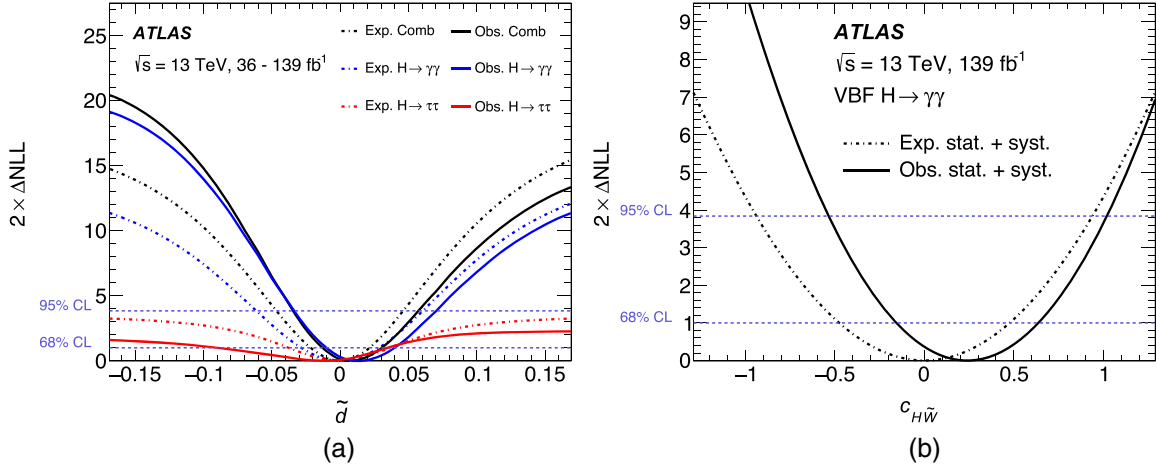 ATLAS
√s = 13 TeV, 36 - 139 fb⁻¹
Exp. Comb
Obs. Comb
Exp. H→γγ
Obs. H→γγ
Exp. H→ττ
Obs. H→ττ
2 × ΔNLL
25
20
15
10
5
0
95% CL
68% CL
−0.15 −0.1 −0.05 0 0.05 0.10 0.15
d̃
(a)
ATLAS
√s = 13 TeV, 139 fb⁻¹
VBF H→γγ
Exp. stat. + syst.
Obs. stat. + syst.
2 × ΔNLL
9
8
7
6
5
4
3
2
1
0
95% CL
68% CL
−1 −0.5 0 0.5 1
c_HW̃
(b)